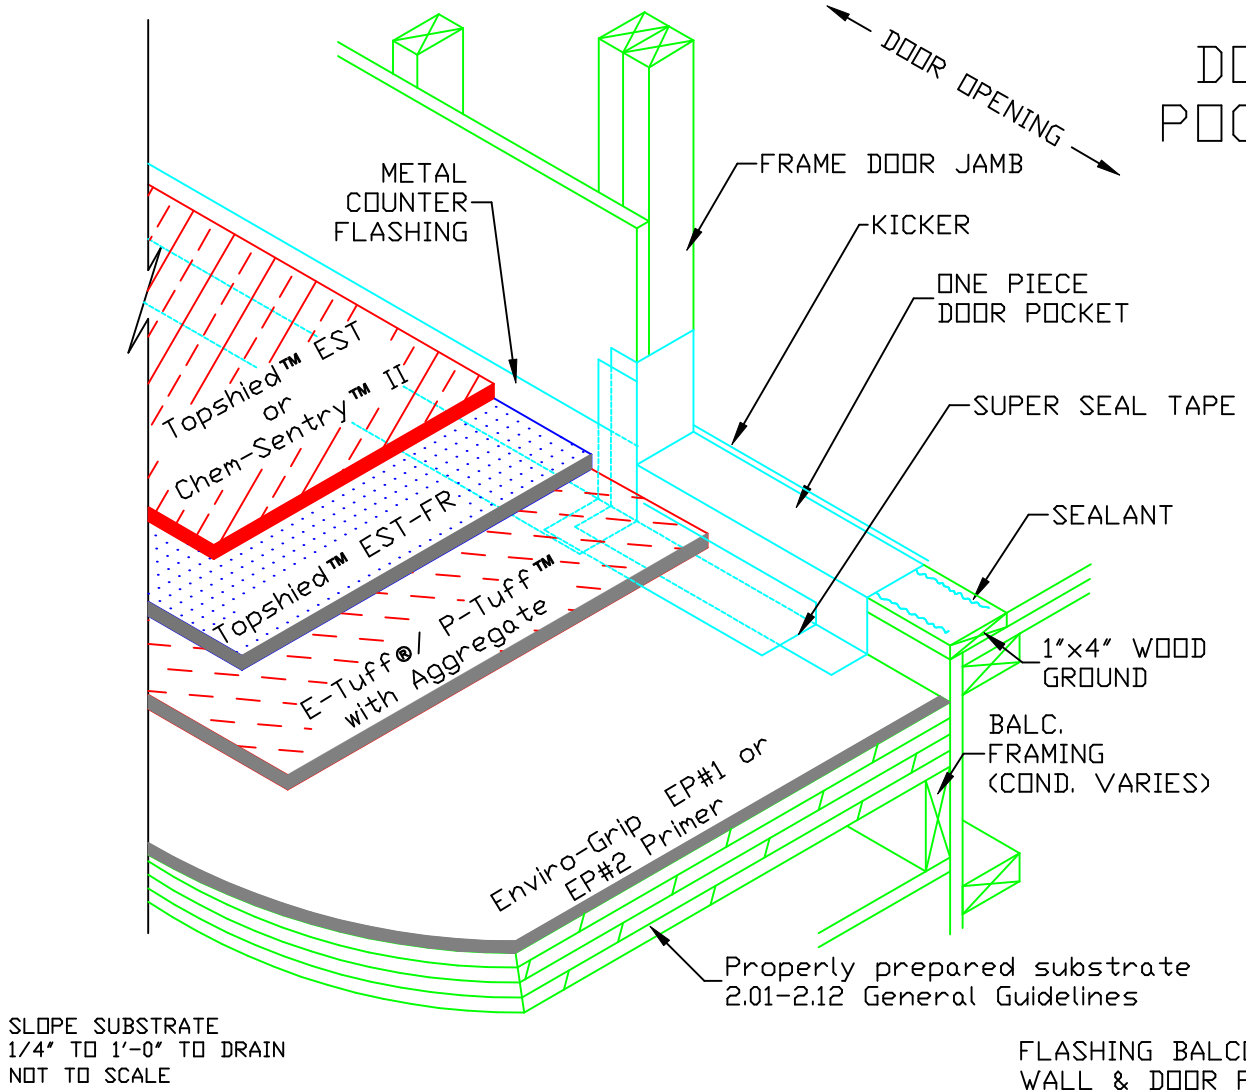 DOOR OPENING
METAL
COUNTER
FLASHING
FRAME DOOR JAMB
KICKER
ONE PIECE
DOOR POCKET
SUPER SEAL TAPE
SEALANT
1"x4" WOOD
GROUND
BALC.
FRAMING
(COND. VARIES)
Topshied™ EST
or
Chem-Sentry™ II
Topshied™ EST-FR
E-Tuff®/ P-Tuff™
with Aggregate
Enviro-Grip EP#1 or
EP#2 Primer
Properly prepared substrate
2.01-2.12 General Guidelines
SLOPE SUBSTRATE
1/4" TO 1'-0" TO DRAIN
NOT TO SCALE
FLASHING
WALL & DOOR